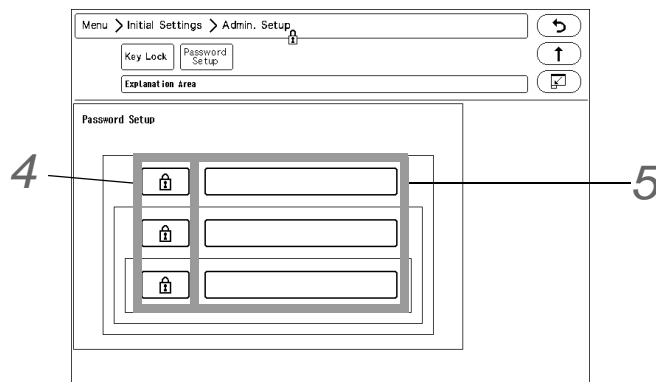 Menu > Initial Settings > Admin. Setup
Key Lock
Password
Setup
Explanation Area
Password Setup
4
5